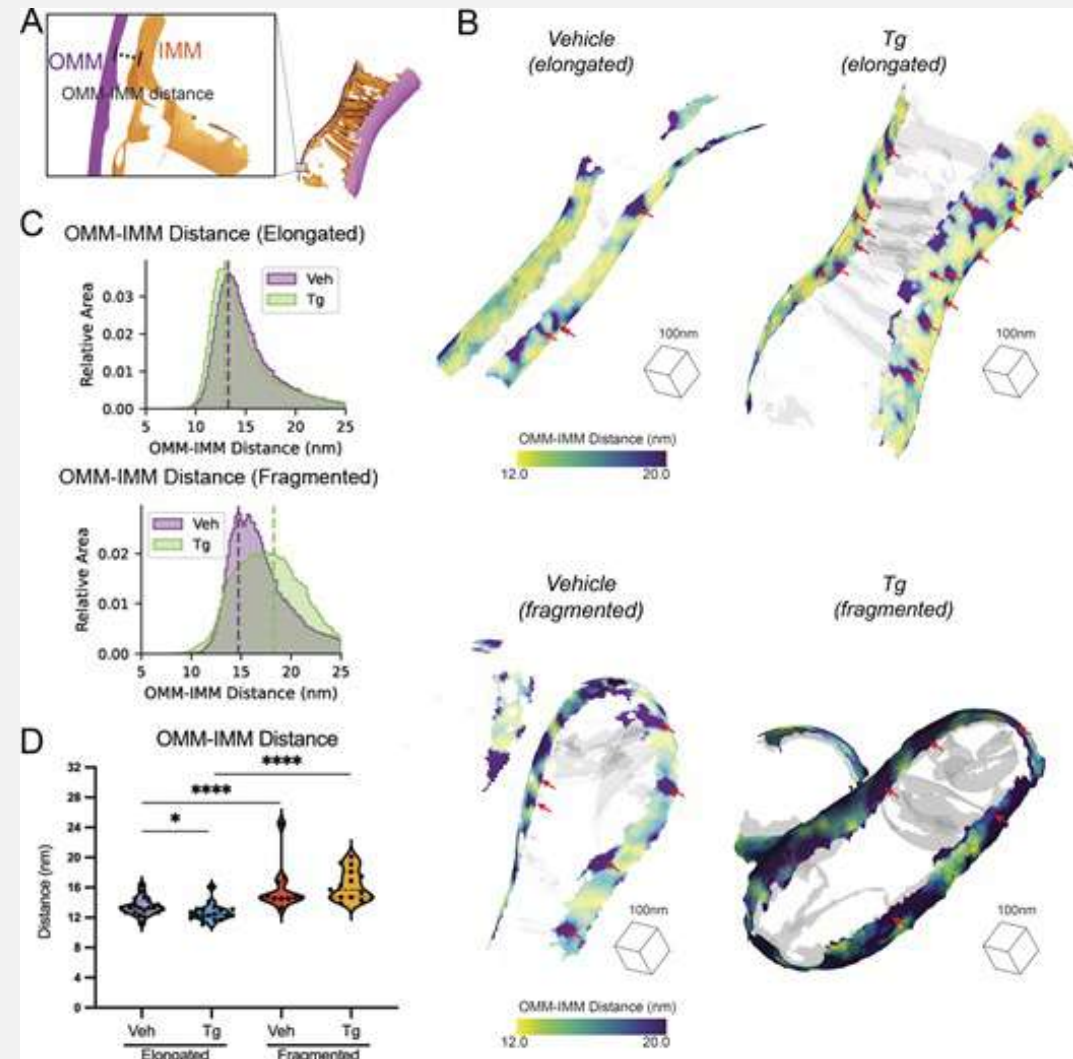 A
OMM
IMM
OMM-IMM distance
B
Vehicle
(elongated)
Tg
(elongated)
100nm
100nm
OMM-IMM Distance (nm)
12.0
20.0
C
OMM-IMM Distance (Elongated)
Veh
Tg
Relative Area
0.03
0.02
0.01
0.00
5 10 15 20 25
OMM-IMM Distance (nm)
OMM-IMM Distance (Fragmented)
Veh
Tg
Relative Area
0.02
0.01
0.00
5 10 15 20 25
OMM-IMM Distance (nm)
Vehicle
(fragmented)
Tg
(fragmented)
100nm
100nm
OMM-IMM Distance (nm)
12.0
20.0
D
OMM-IMM Distance
Distance (nm)
32
28
24
20
16
12
8
4
0
****
****
*
Veh Tg Veh Tg
Elongated Fragmented